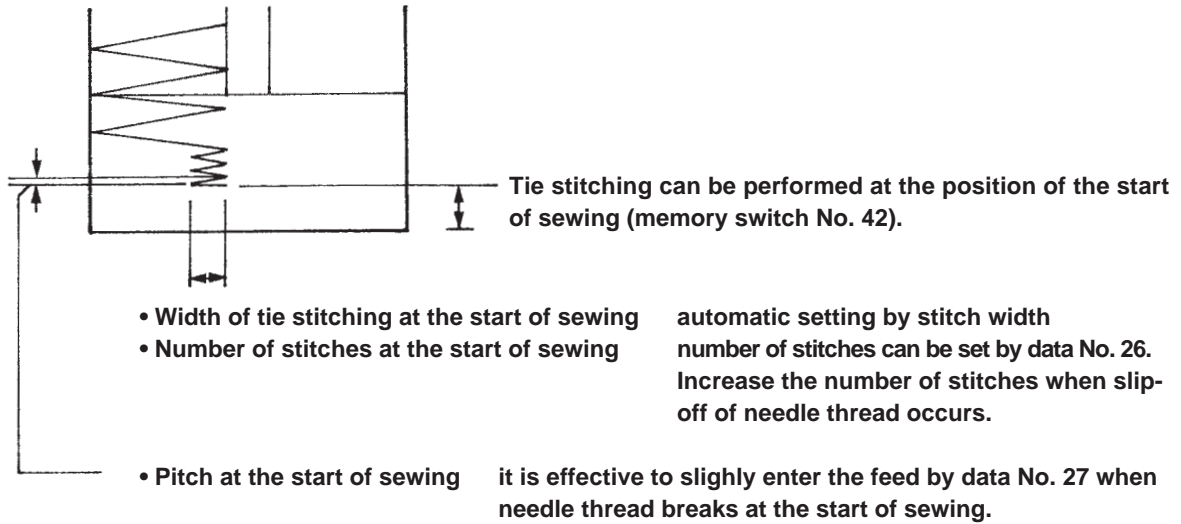 Tie stitching can be performed at the position of the start
of sewing (memory switch No. 42).
• Width of tie stitching at the start of sewing automatic setting by stitch width
• Number of stitches at the start of sewing number of stitches can be set by data No. 26.
Increase the number of stitches when slip-
off of needle thread occurs.
• Pitch at the start of sewing it is effective to slighly enter the feed by data No. 27 when
needle thread breaks at the start of sewing.